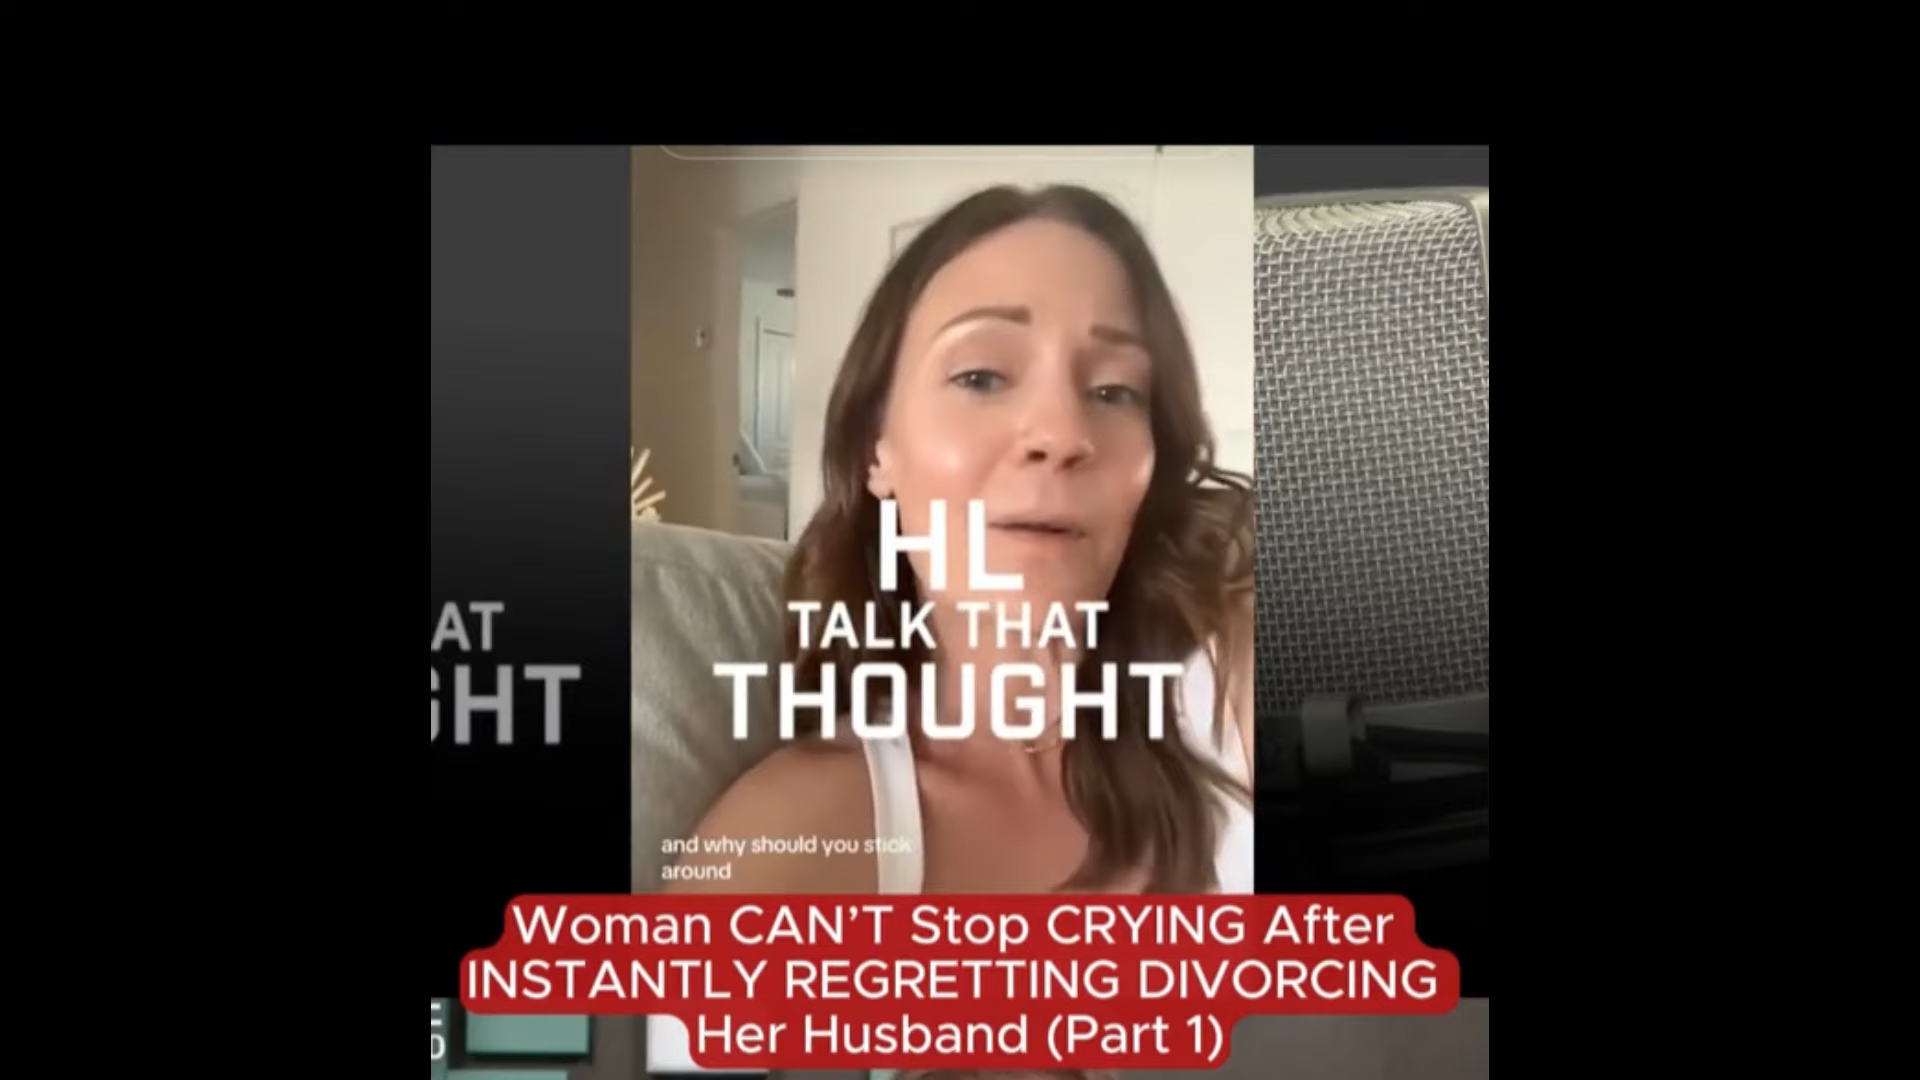 HL
TALK THAT
THOUGHT
AT
GHT
and why should you stick
around
Woman CAN'T Stop CRYING After
INSTANTLY REGRETTING DIVORCING
Her Husband (Part 1)